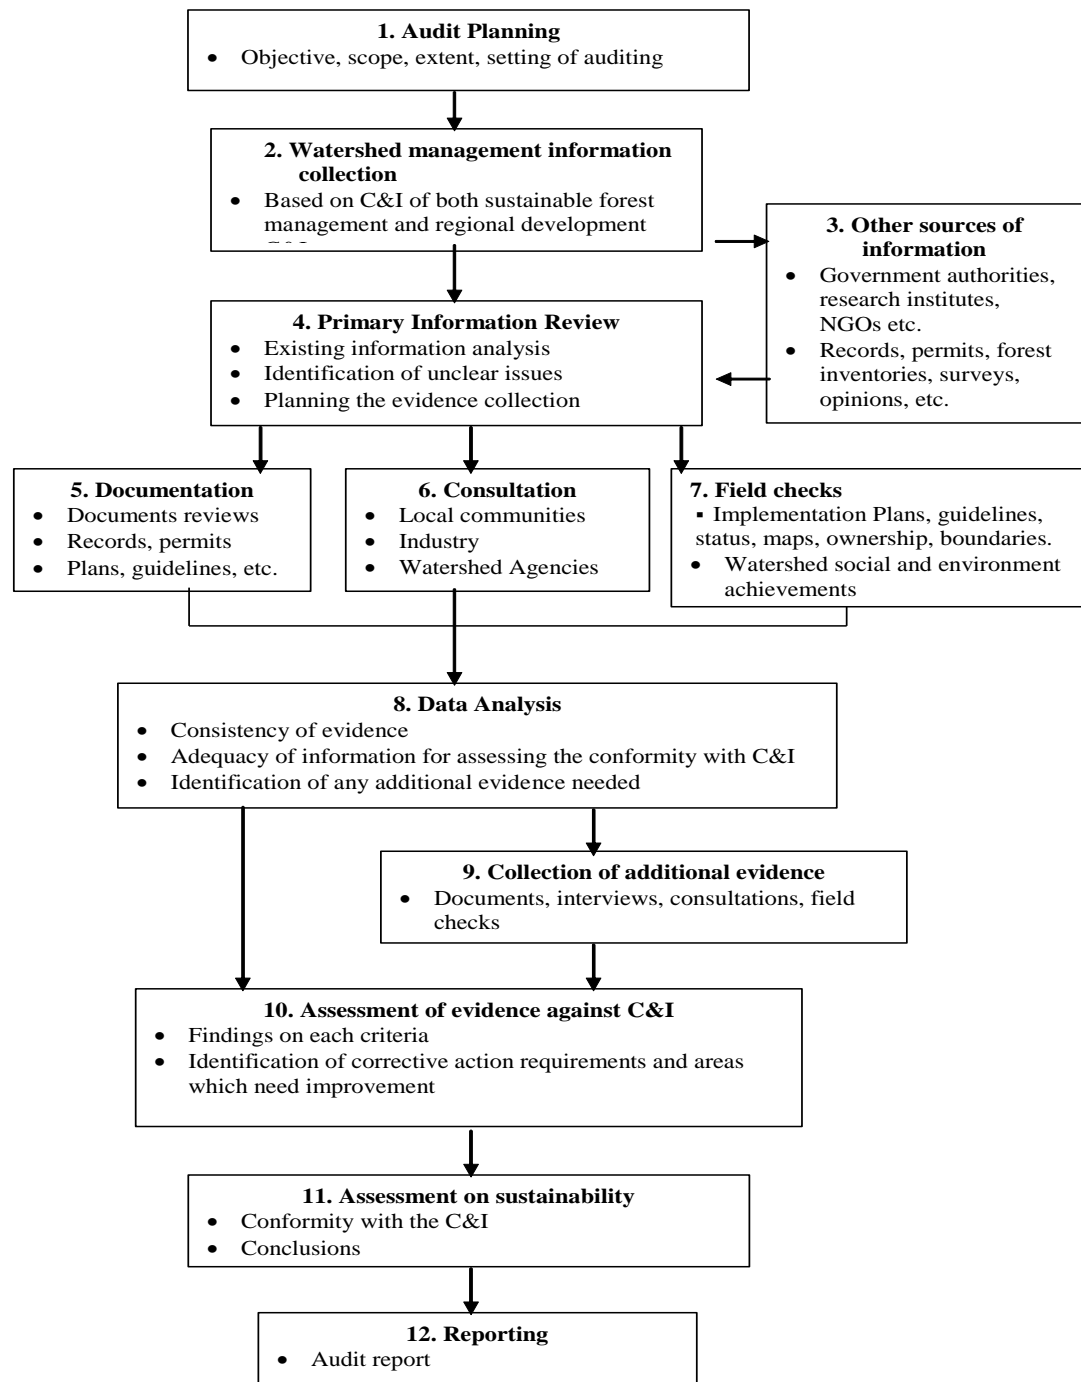 1. Audit Planning
• Objective, scope, extent, setting of auditing
2. Watershed management information
collection
• Based on C&I of both sustainable forest
management and regional development
3. Other sources of
information
• Government authorities,
research institutes,
NGOs etc.
• Records, permits, forest
inventories, surveys,
opinions, etc.
4. Primary Information Review
• Existing information analysis
• Identification of unclear issues
• Planning the evidence collection
5. Documentation
• Documents reviews
• Records, permits
• Plans, guidelines, etc.
6. Consultation
• Local communities
• Industry
• Watershed Agencies
7. Field checks
▪ Implementation Plans, guidelines,
status, maps, ownership, boundaries.
• Watershed social and environment
achievements
8. Data Analysis
• Consistency of evidence
• Adequacy of information for assessing the conformity with C&I
• Identification of any additional evidence needed
9. Collection of additional evidence
• Documents, interviews, consultations, field
checks
10. Assessment of evidence against C&I
• Findings on each criteria
• Identification of corrective action requirements and areas
which need improvement
11. Assessment on sustainability
• Conformity with the C&I
• Conclusions
12. Reporting
• Audit report